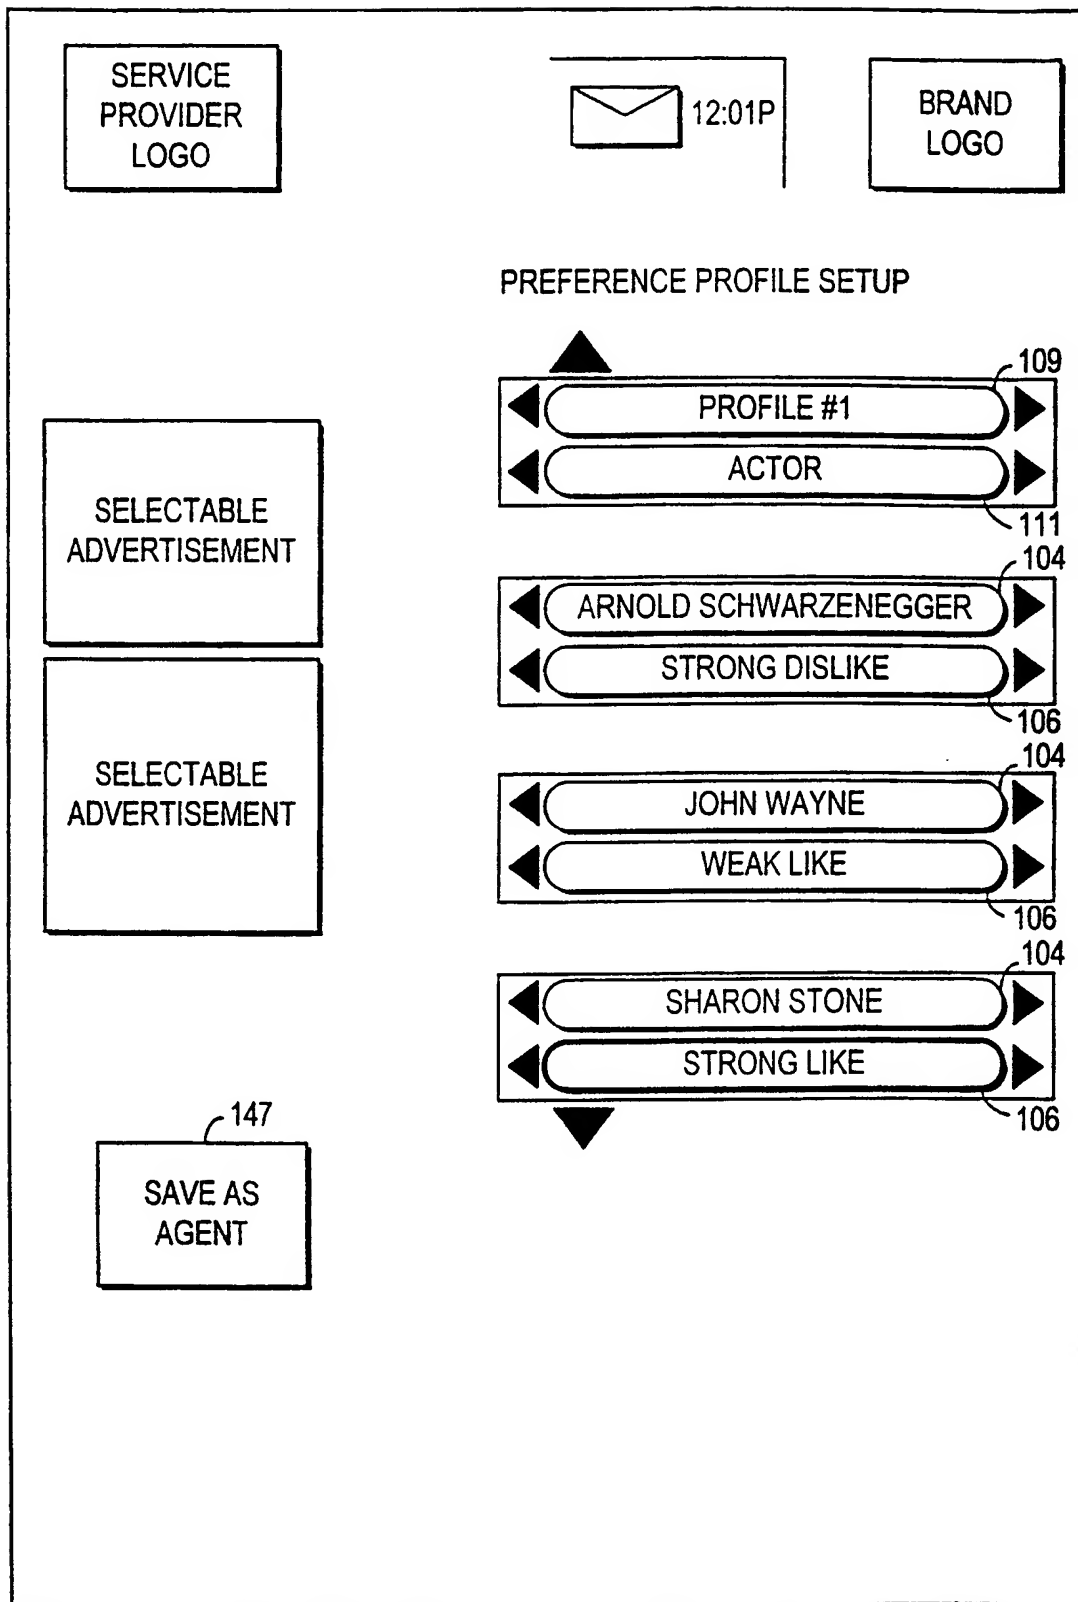 SERVICE
PROVIDER
LOGO
12:01P
BRAND
LOGO
PREFERENCE PROFILE SETUP
109
PROFILE #1
ACTOR
111
SELECTABLE
ADVERTISEMENT
104
ARNOLD SCHWARZENEGGER
STRONG DISLIKE
106
SELECTABLE
ADVERTISEMENT
104
JOHN WAYNE
WEAK LIKE
106
104
SHARON STONE
STRONG LIKE
106
147
SAVE AS
AGENT